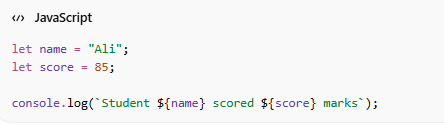 JavaScript
let name = "Ali";
let score = 85;
console.log(`Student ${name} scored ${score} marks`);